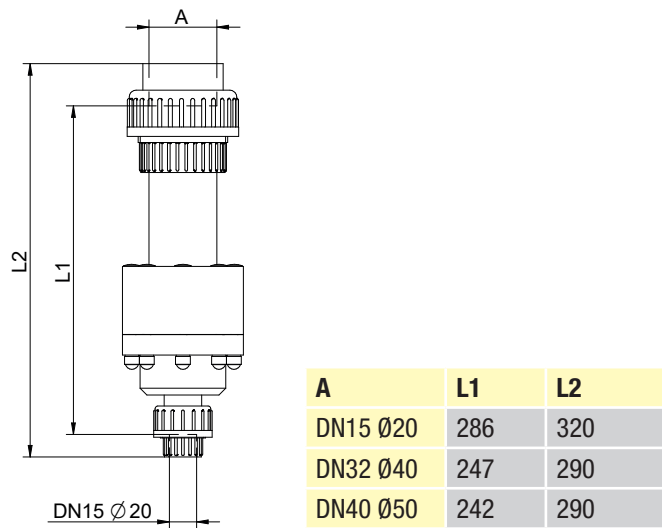 A
L2
L1
DN15 Ø 20
A L1 L2
DN15 Ø20 286 320
DN32 Ø40 247 290
DN40 Ø50 242 290